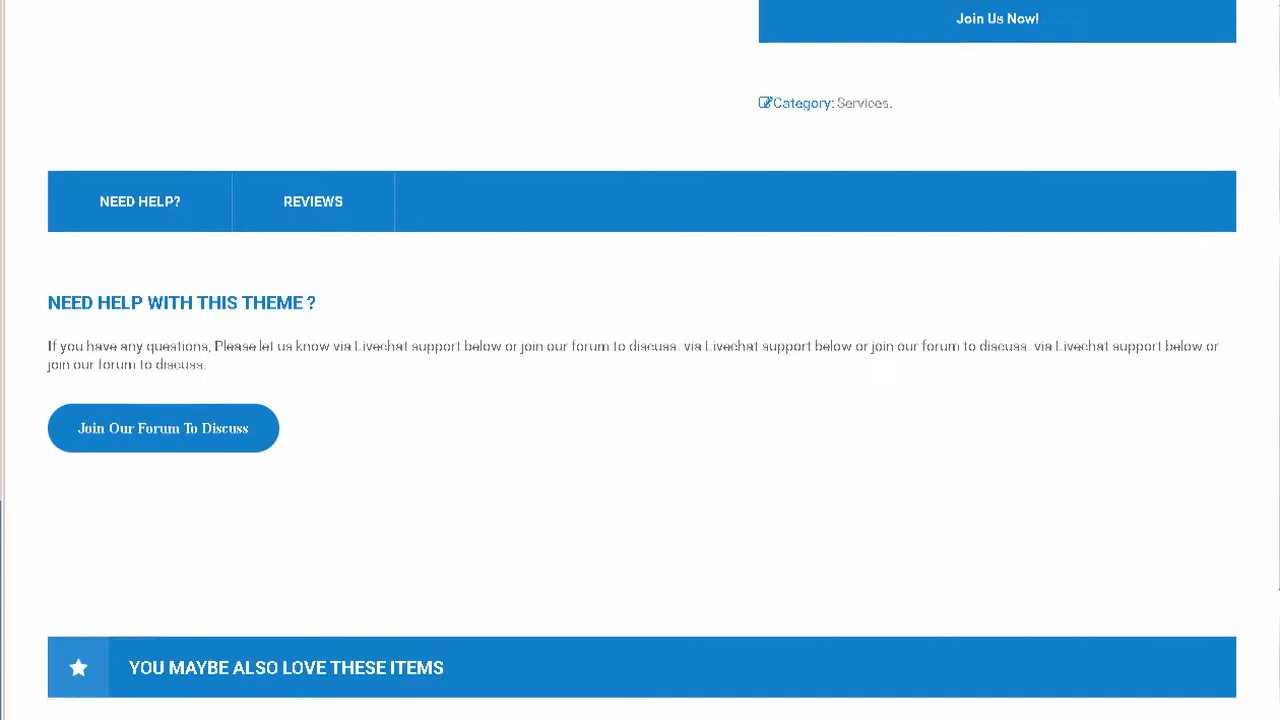 Join Us Now!
Category: Services.
NEED HELP? REVIEWS
NEED HELP WITH THIS THEME ?
If you have any questions, Please let us know via Livechat support below or join our forum to discuss. via Livechat support below or join our forum to discuss. via Livechat support below or
join our forum to discuss.
Join Our Forum To Discuss
YOU MAYBE ALSO LOVE THESE ITEMS